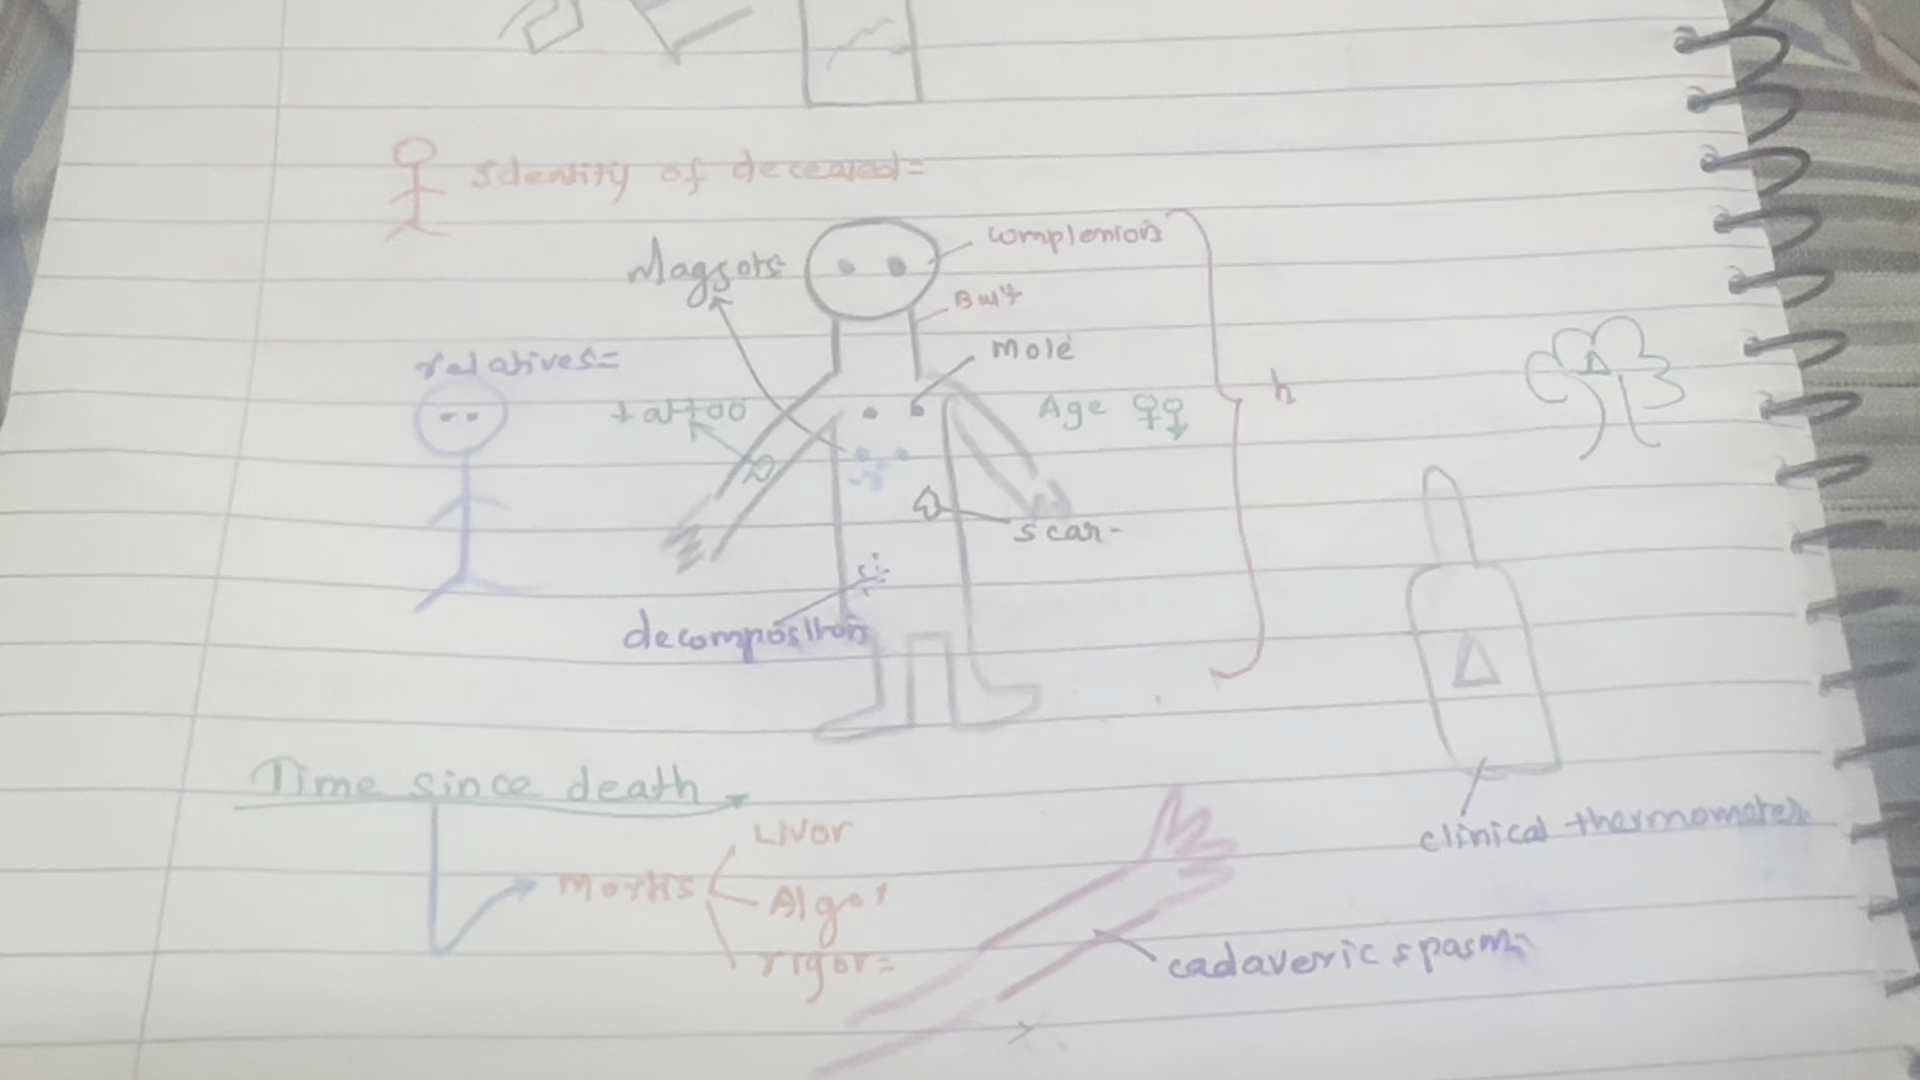 Identity of deceased=
complenion
Maggots
Built
relatives=
Mole
tattoo
Age
h
scar-
decomposition
Time since death
clinical thermometer
Livor
Mortis
Algor
rigor=
cadaveric spasm